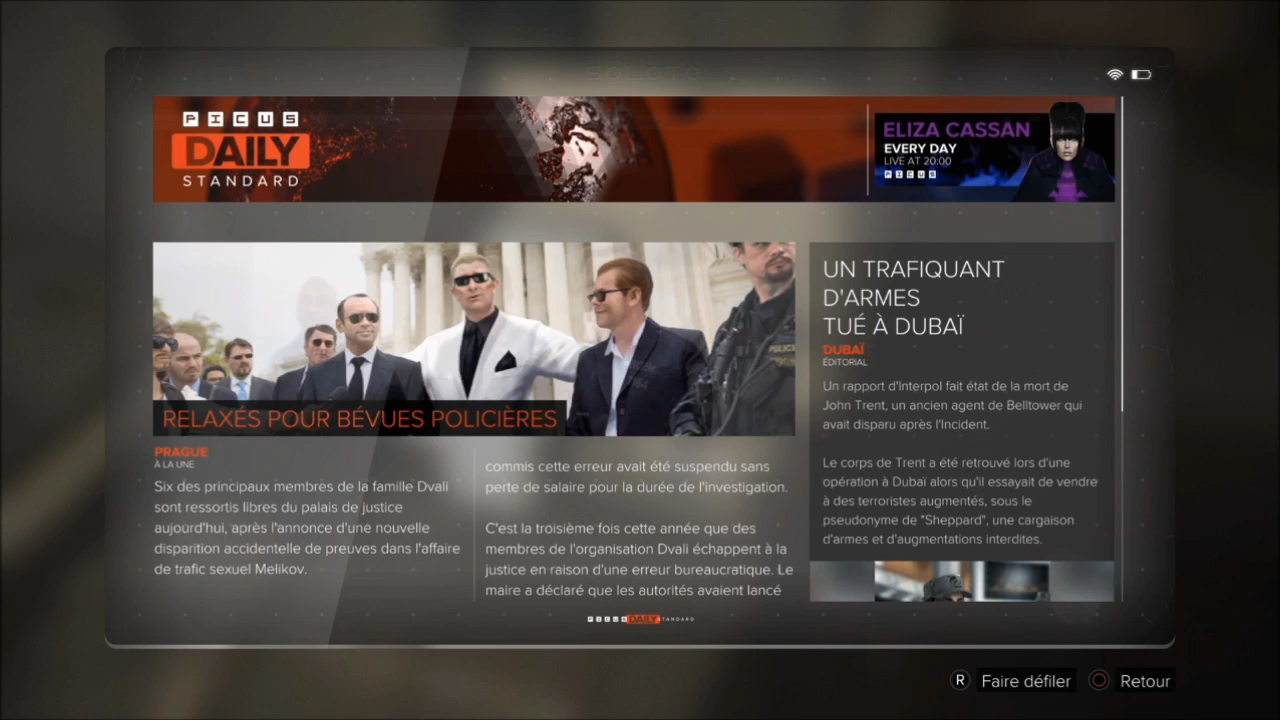 PICUS
DAILY
STANDARD
ELIZA CASSAN
EVERY DAY
LIVE AT 20:00
PICUS
RELAXÉS POUR BÉVUES POLICIÈRES
PRAGUE
À LA UNE
Six des principaux membres de la famille Dvali
sont ressortis libres du palais de justice
aujourd'hui, après l'annonce d'une nouvelle
disparition accidentelle de preuves dans l'affaire
de trafic sexuel Melikov.
commis cette erreur avait été suspendu sans
perte de salaire pour la durée de l'investigation.
C'est la troisième fois cette année que des
membres de l'organisation Dvali échappent à la
justice en raison d'une erreur bureaucratique. Le
maire a déclaré que les autorités avaient lancé
UN TRAFIQUANT
D'ARMES
TUÉ À DUBAÏ
DUBAÏ
ÉDITORIAL
Un rapport d'Interpol fait état de la mort de
John Trent, un ancien agent de Belltower qui
avait disparu après l'Incident.
Le corps de Trent a été retrouvé lors d'une
opération à Dubaï alors qu'il essayait de vendre
à des terroristes augmentés, sous le
pseudonyme de "Sheppard", une cargaison
d'armes et d'augmentations interdites.
POLICE
PICUS DAILY STANDARD
R Faire défiler
Retour